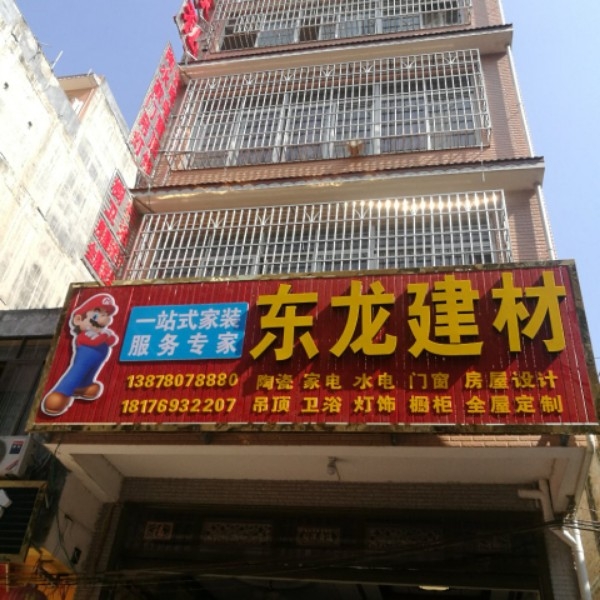 东龙建材
一站式家装
服务专家
13878078880 陶瓷 家电 水电 门窗 房屋设计
18176932207 吊顶 卫浴 灯饰 橱柜 全屋定制